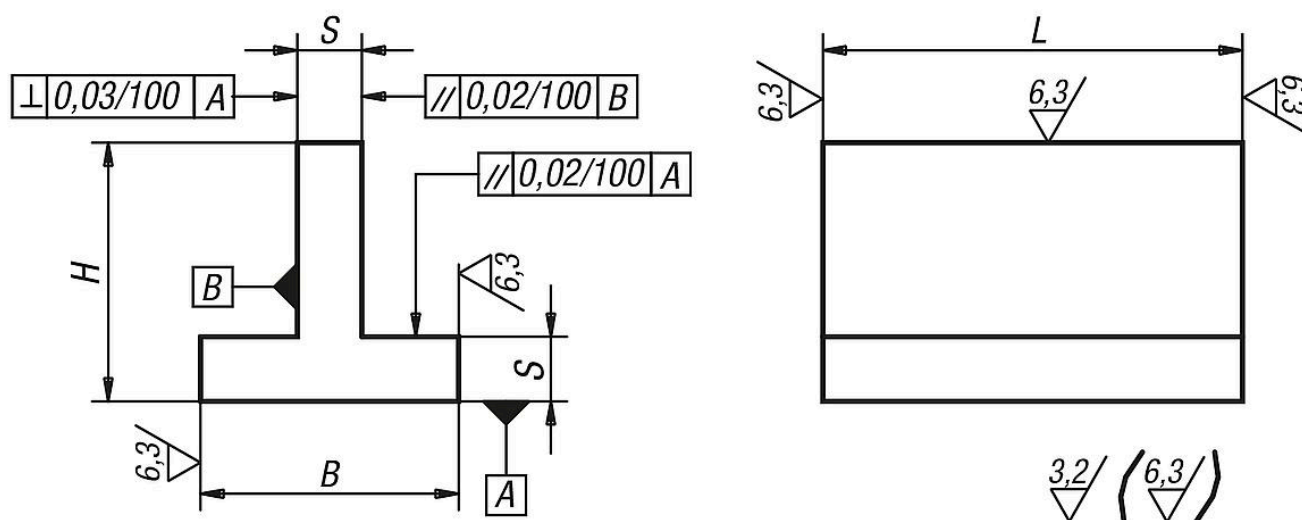 S
L
⊥ 0,03/100 A
// 0,02/100 B
6,3
6,3
6,3
// 0,02/100 A
H
B
6,3
S
6,3
B
A
3,2 ( 6,3 )